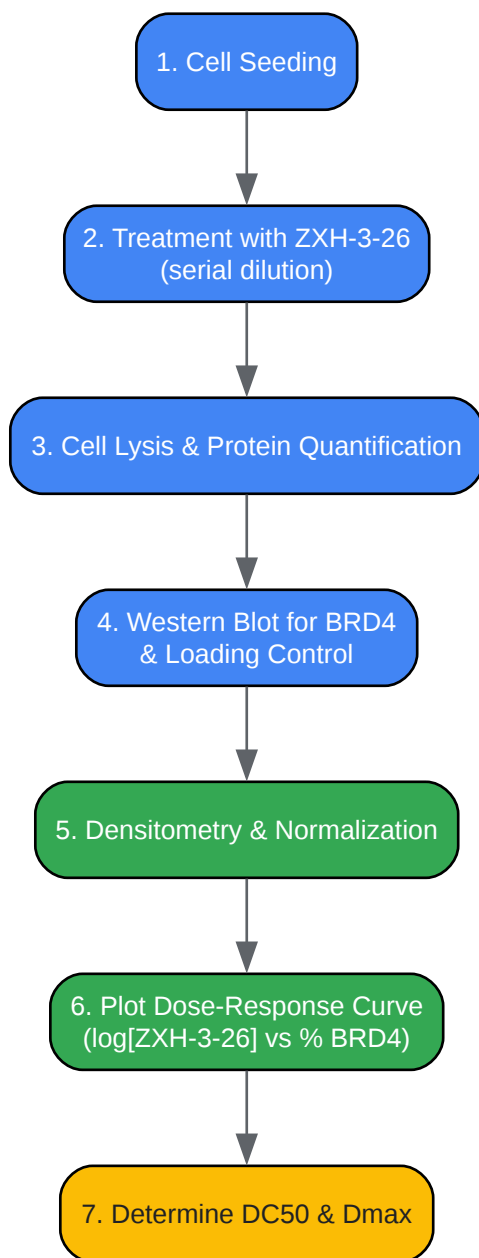 1. Cell Seeding
2. Treatment with ZXH-3-26
(serial dilution)
3. Cell Lysis & Protein Quantification
4. Western Blot for BRD4
& Loading Control
5. Densitometry & Normalization
6. Plot Dose-Response Curve
(log[ZXH-3-26] vs % BRD4)
7. Determine DC50 & Dmax